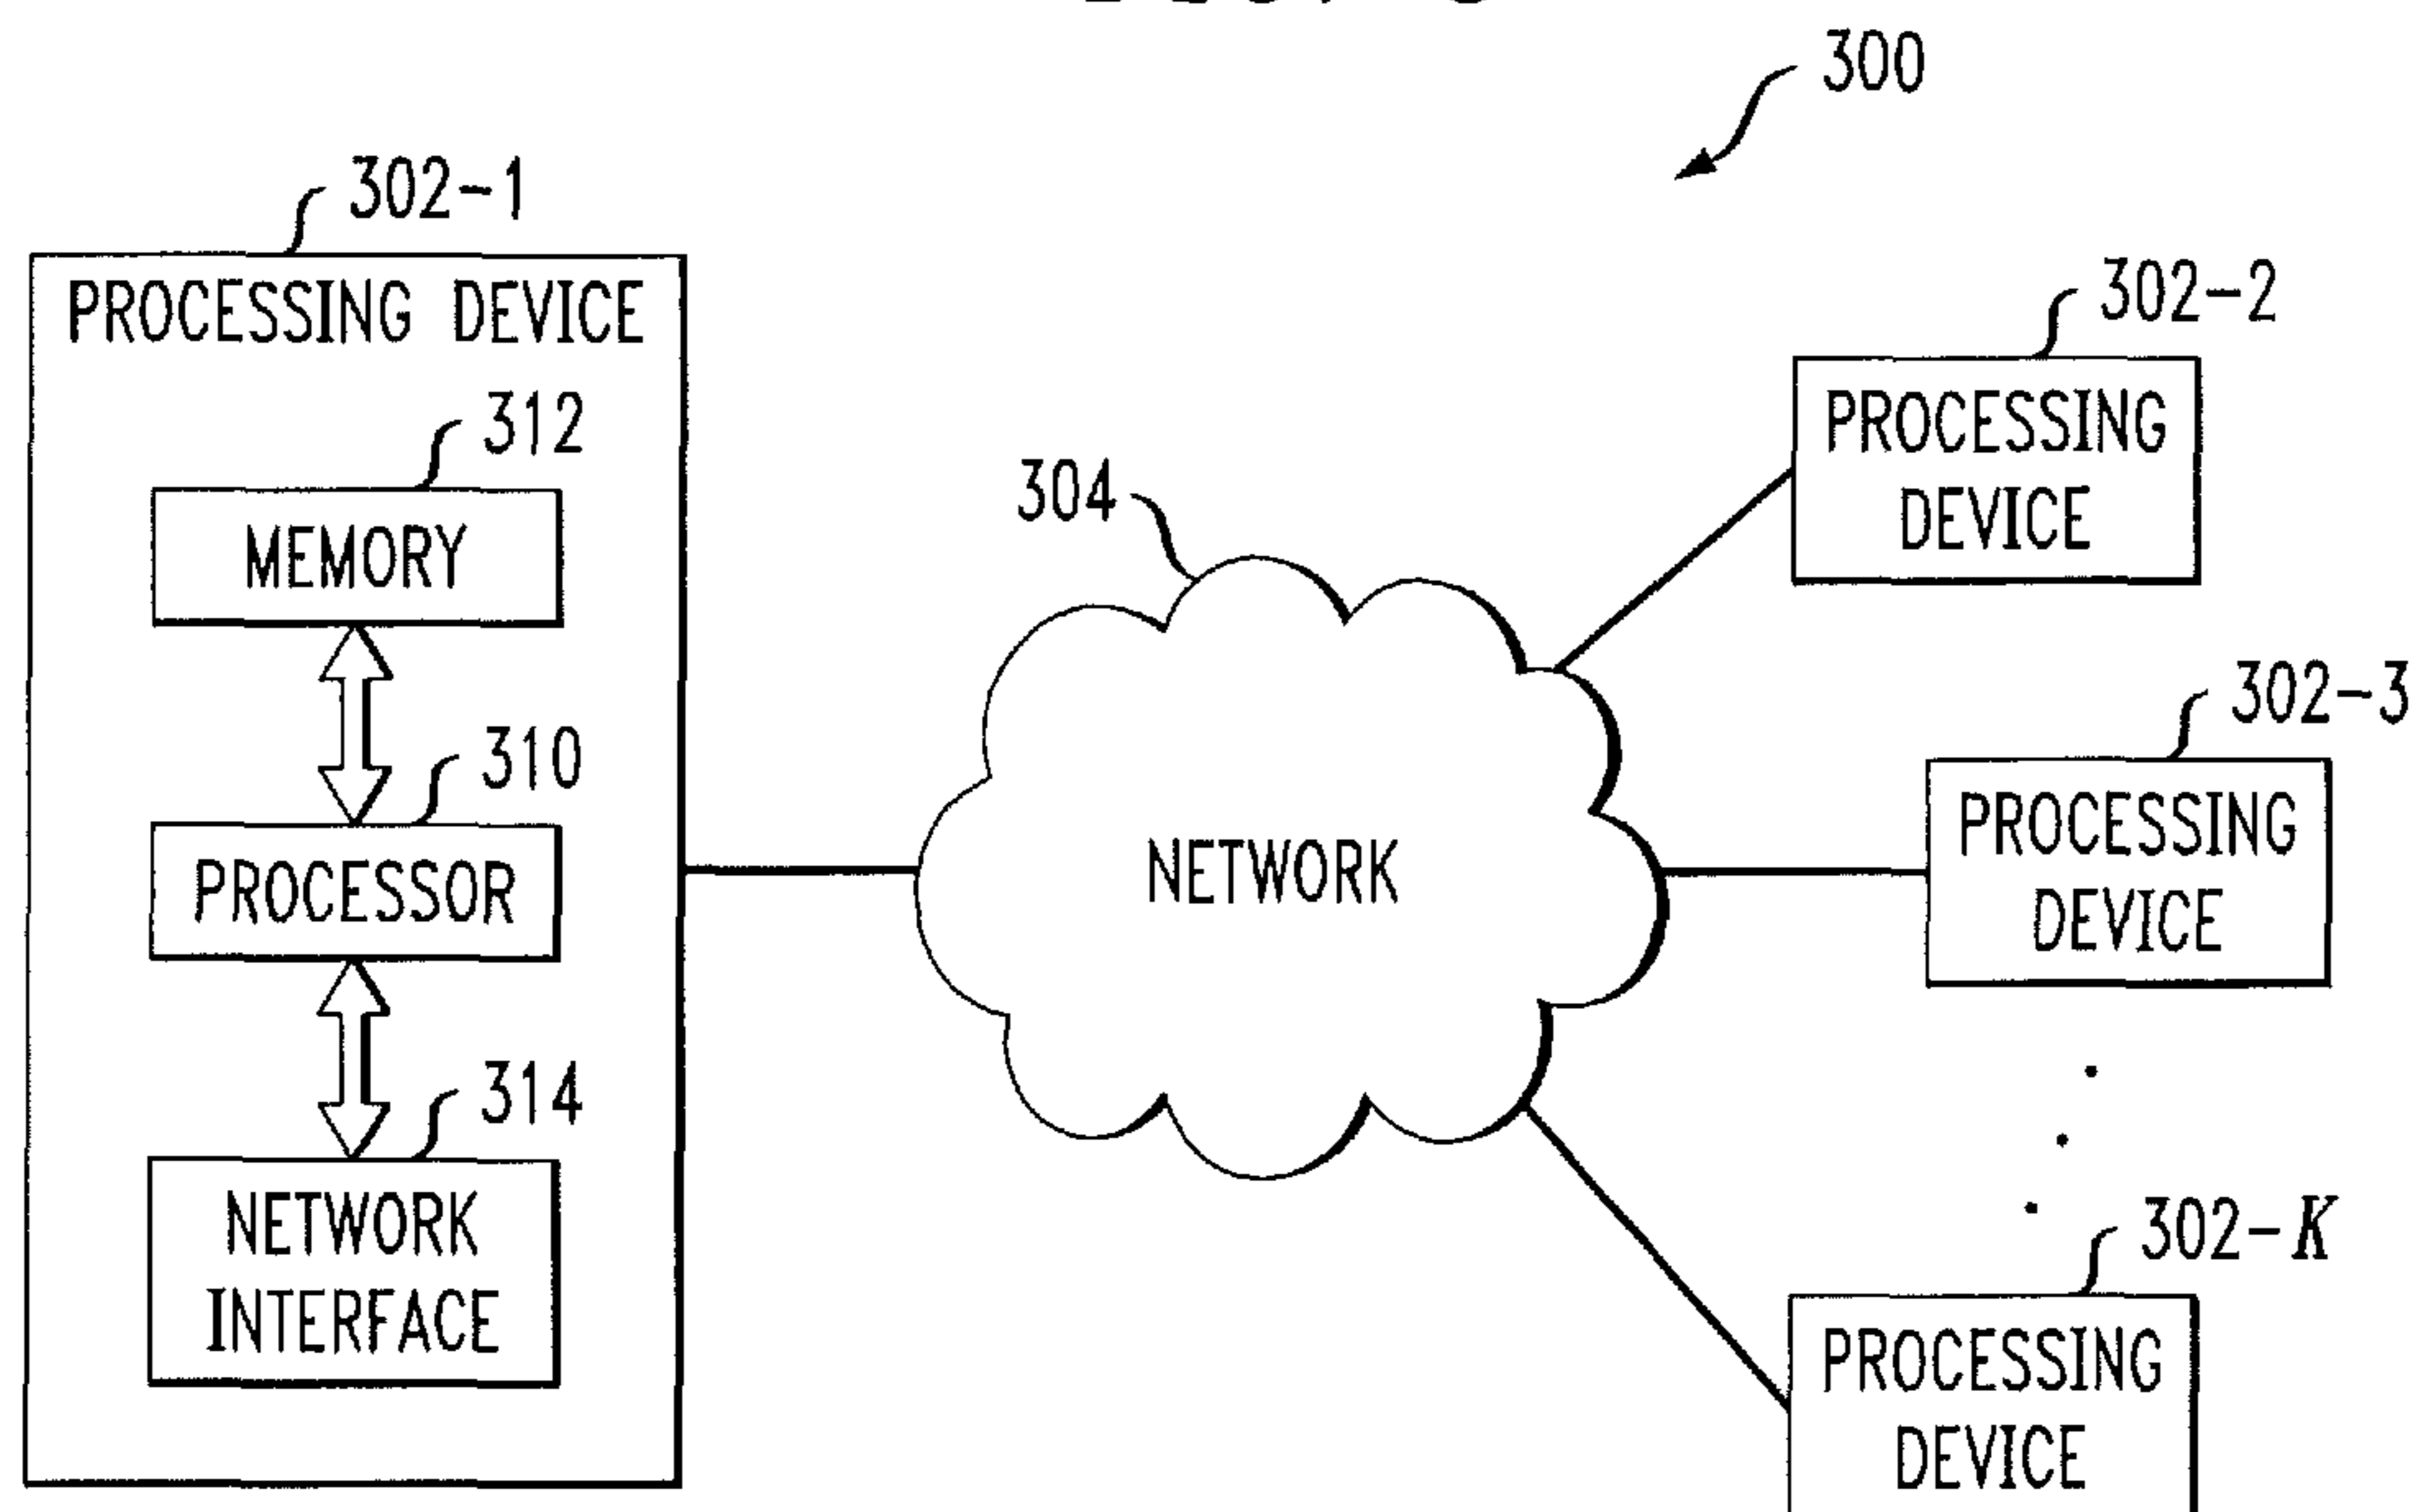 300
302-1
PROCESSING DEVICE
312
MEMORY
310
PROCESSOR
314
NETWORK
INTERFACE
304
NETWORK
302-2
PROCESSING
DEVICE
302-3
PROCESSING
DEVICE
302-K
PROCESSING
DEVICE